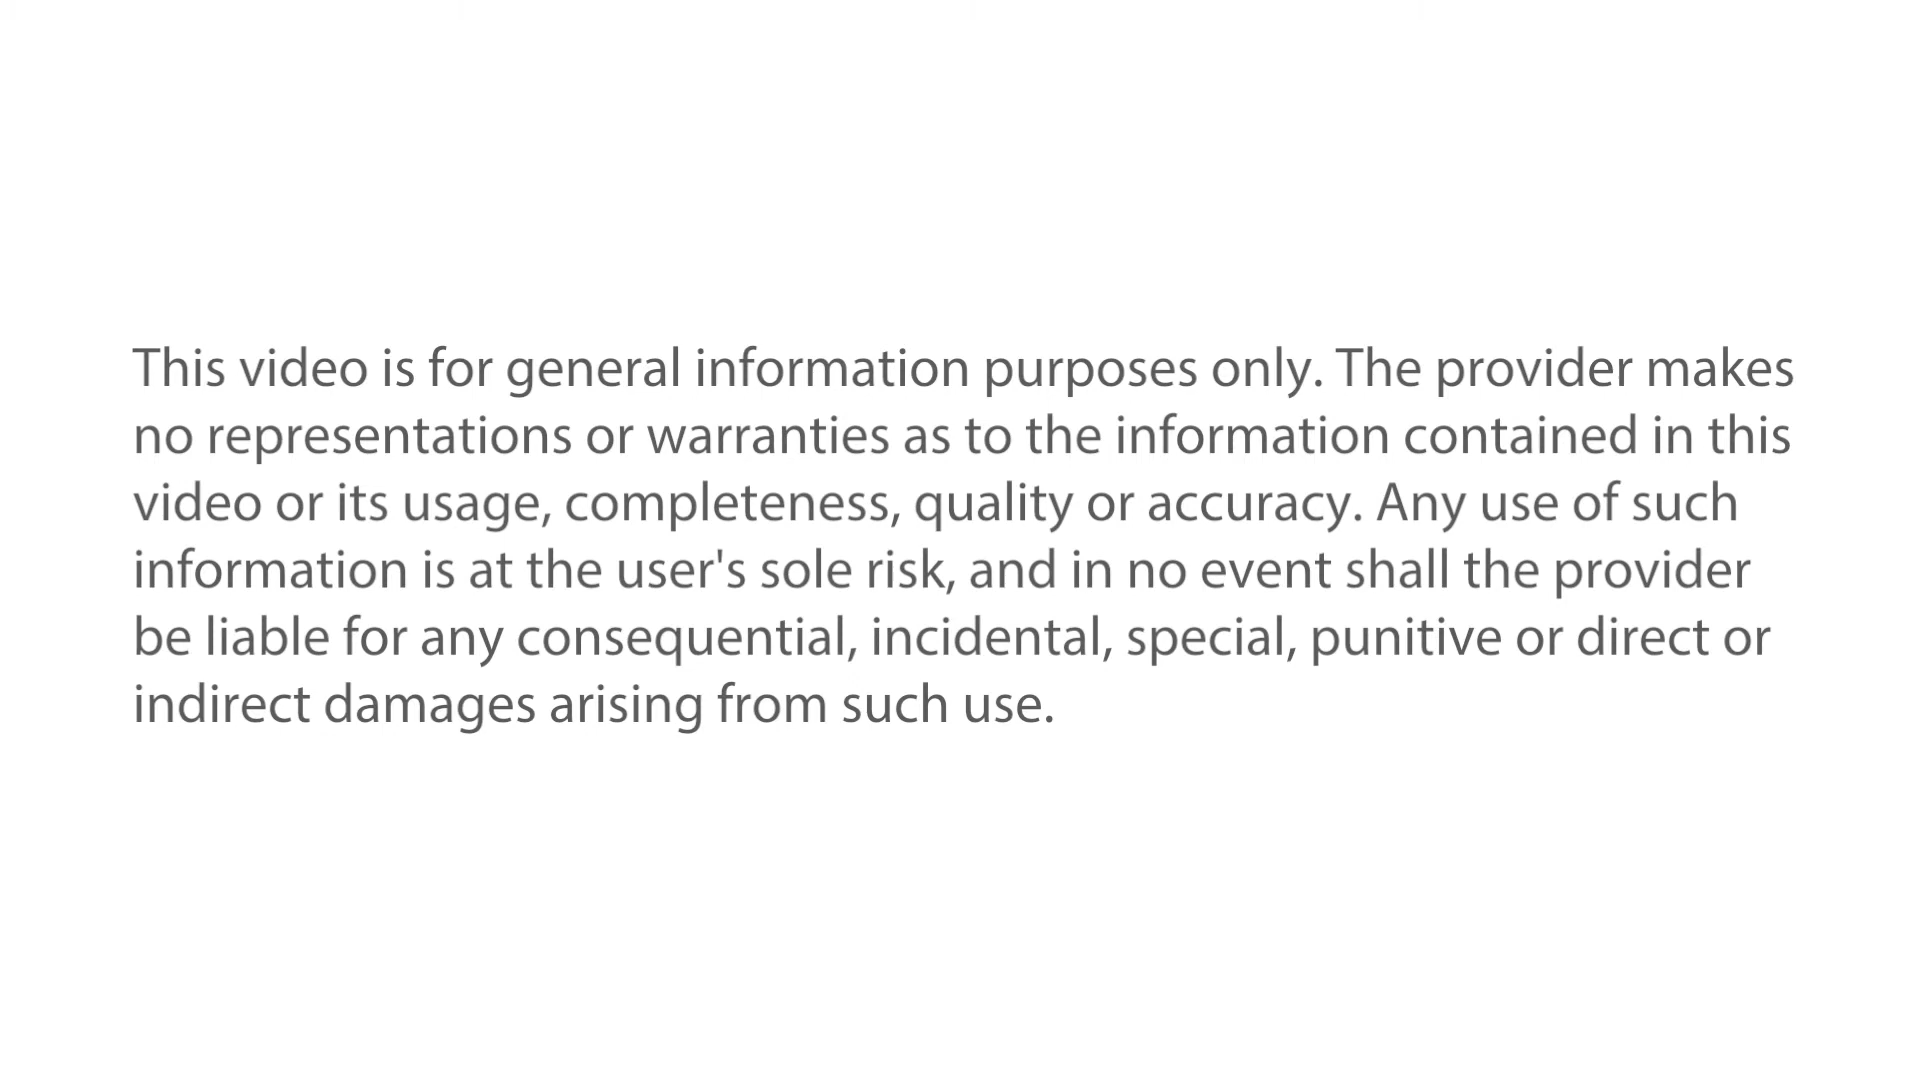 This video is for general information purposes only. The provider makes
no representations or warranties as to the information contained in this
video or its usage, completeness, quality or accuracy. Any use of such
information is at the user's sole risk, and in no event shall the provider
be liable for any consequential, incidental, special, punitive or direct or
indirect damages arising from such use.